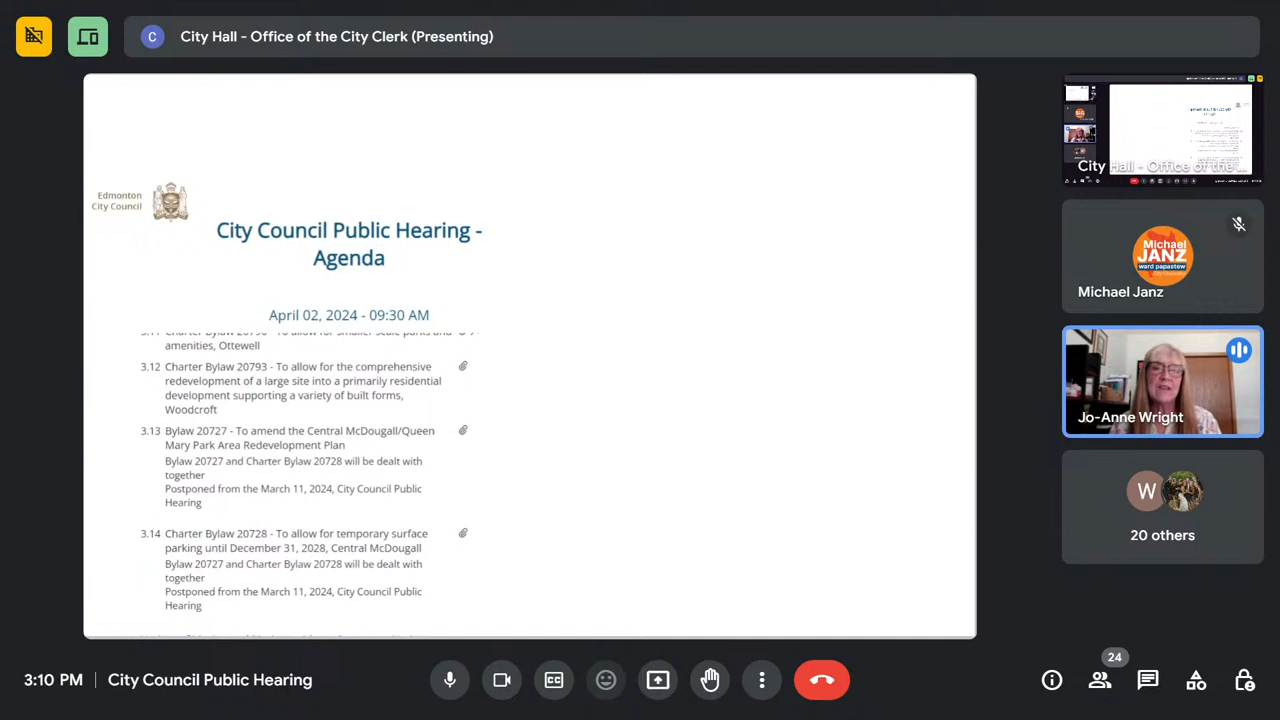 C City Hall - Office of the City Clerk (Presenting)
Edmonton
City Council
City Council Public Hearing -
Agenda
April 02, 2024 - 09:30 AM
amenities, Ottewell
3.12 Charter Bylaw 20793 - To allow for the comprehensive
redevelopment of a large site into a primarily residential
development supporting a variety of built forms,
Woodcroft
3.13 Bylaw 20727 - To amend the Central McDougall/Queen
Mary Park Area Redevelopment Plan
Bylaw 20727 and Charter Bylaw 20728 will be dealt with
together
Postponed from the March 11, 2024, City Council Public
Hearing
3.14 Charter Bylaw 20728 - To allow for temporary surface
parking until December 31, 2028, Central McDougall
Bylaw 20727 and Charter Bylaw 20728 will be dealt with
together
Postponed from the March 11, 2024, City Council Public
Hearing
City Hall - Office of the...
Michael
JANZ
ward papastew
Michael Janz
Jo-Anne Wright
W
20 others
3:10 PM | City Council Public Hearing
24